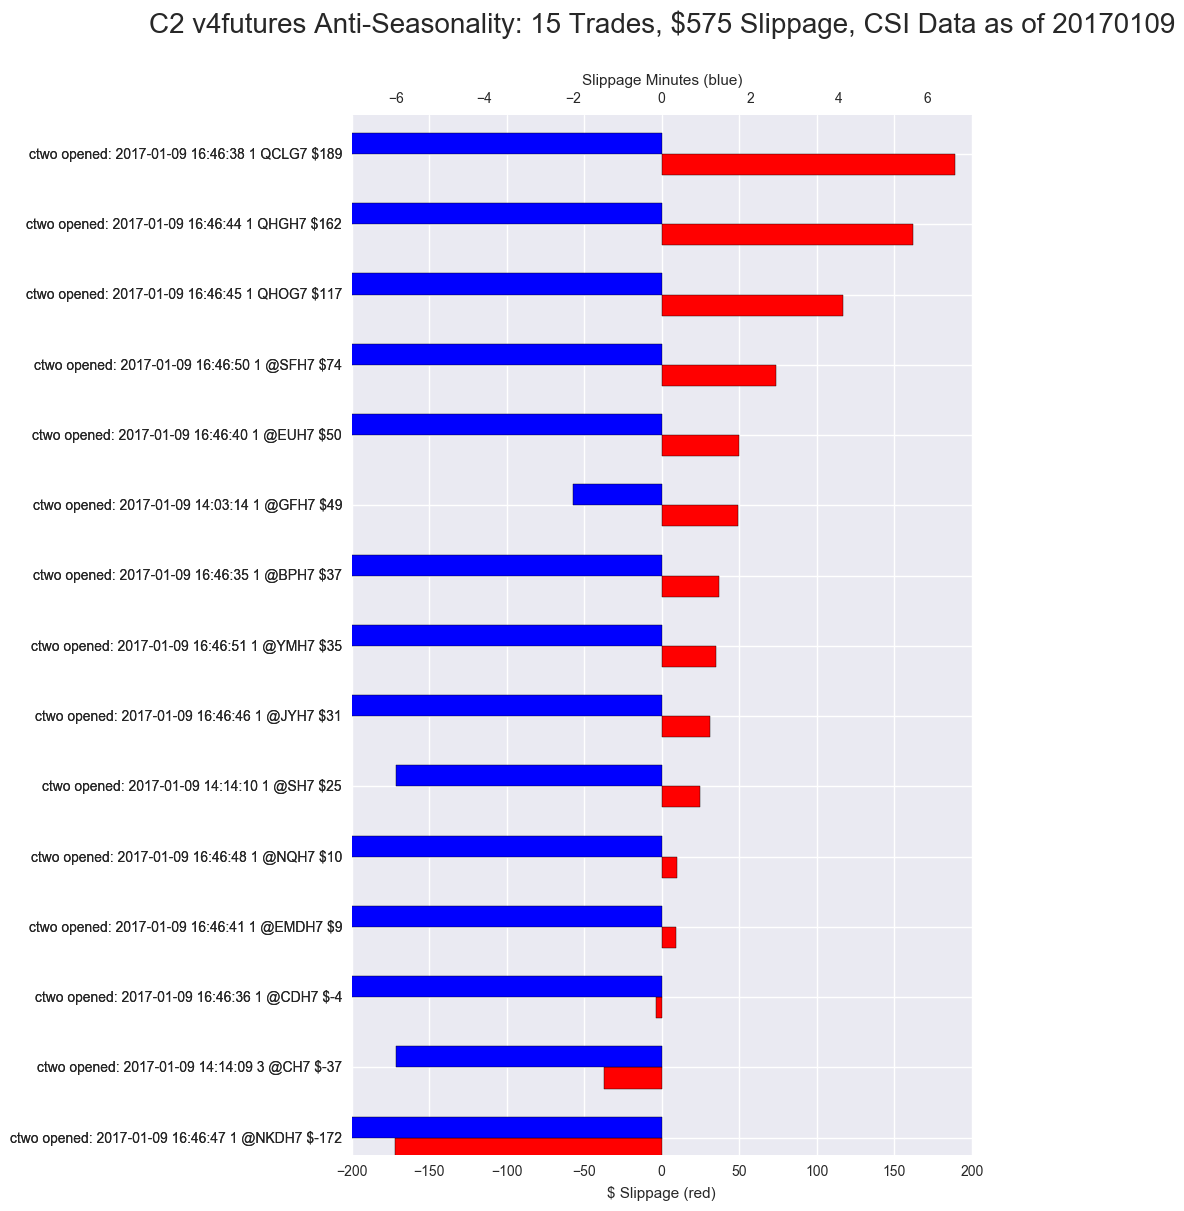 C2 v4futures Anti-Seasonality: 15 Trades, $575 Slippage, CSI Data as of 20170109
Slippage Minutes (blue)
−6 −4 −2 0 2 4 6
ctwo opened: 2017-01-09 16:46:38 1 QCLG7 $189
ctwo opened: 2017-01-09 16:46:44 1 QHGH7 $162
ctwo opened: 2017-01-09 16:46:45 1 QHOG7 $117
ctwo opened: 2017-01-09 16:46:50 1 @SFH7 $74
ctwo opened: 2017-01-09 16:46:40 1 @EUH7 $50
ctwo opened: 2017-01-09 14:03:14 1 @GFH7 $49
ctwo opened: 2017-01-09 16:46:35 1 @BPH7 $37
ctwo opened: 2017-01-09 16:46:51 1 @YMH7 $35
ctwo opened: 2017-01-09 16:46:46 1 @JYH7 $31
ctwo opened: 2017-01-09 14:14:10 1 @SH7 $25
ctwo opened: 2017-01-09 16:46:48 1 @NQH7 $10
ctwo opened: 2017-01-09 16:46:41 1 @EMDH7 $9
ctwo opened: 2017-01-09 16:46:36 1 @CDH7 $-4
ctwo opened: 2017-01-09 14:14:09 3 @CH7 $-37
ctwo opened: 2017-01-09 16:46:47 1 @NKDH7 $-172
−200 −150 −100 −50 0 50 100 150 200
$ Slippage (red)